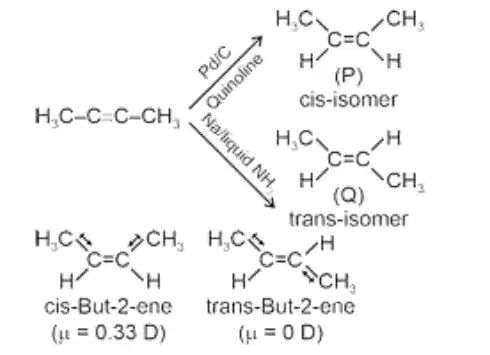 H₃C CH₃
C=C
H H
(P)
cis-isomer
Pd/C
Quinoline
H₃C–C=C–CH₃
Na/liquid NH₃
H₃C H
C=C
H CH₃
(Q)
trans-isomer
H₃C CH₃
C=C
H H
cis-But-2-ene
(μ = 0.33 D)
H₃C H
C=C
H CH₃
trans-But-2-ene
(μ = 0 D)